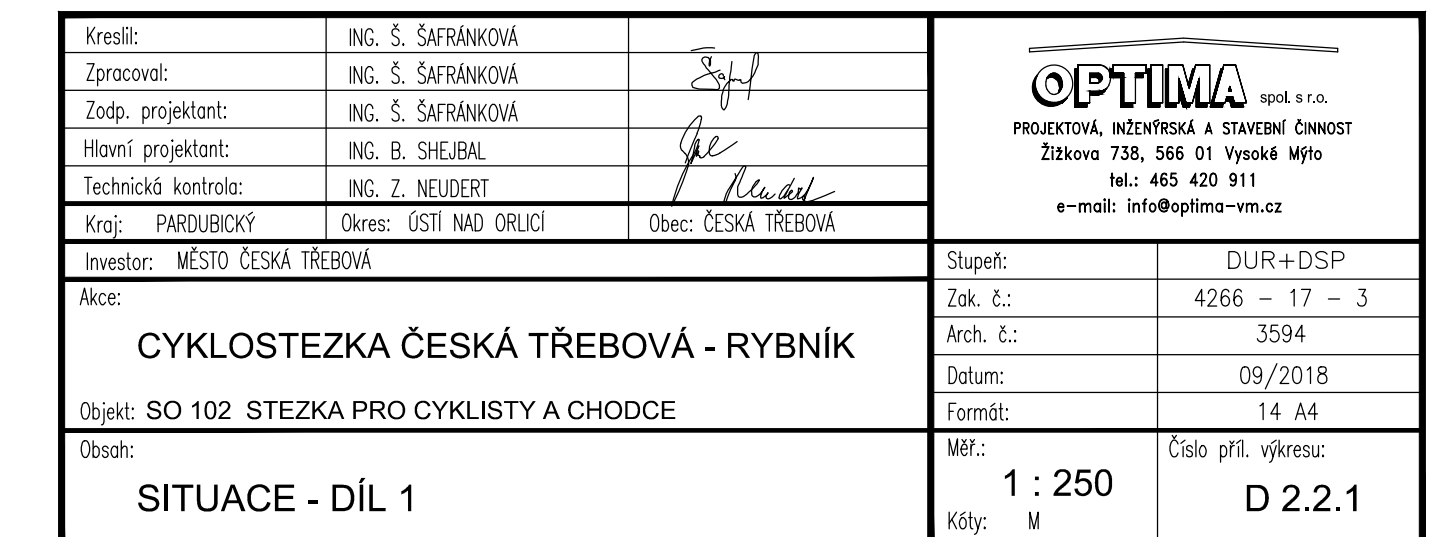 Kreslil: ING. Š. ŠAFRÁNKOVÁ
Zpracoval: ING. Š. ŠAFRÁNKOVÁ
Zodp. projektant: ING. Š. ŠAFRÁNKOVÁ
Hlavní projektant: ING. B. SHEJBAL
Technická kontrola: ING. Z. NEUDERT Neudert
Kraj: PARDUBICKÝ Okres: ÚSTÍ NAD ORLICÍ Obec: ČESKÁ TŘEBOVÁ
OPTIMA spol. s r.o.
PROJEKTOVÁ, INŽENÝRSKÁ A STAVEBNÍ ČINNOST
Žižkova 738, 566 01 Vysoké Mýto
tel.: 465 420 911
e-mail: info@optima-vm.cz
Investor: MĚSTO ČESKÁ TŘEBOVÁ
Akce:
CYKLOSTEZKA ČESKÁ TŘEBOVÁ - RYBNÍK
Objekt: SO 102 STEZKA PRO CYKLISTY A CHODCE
Obsah:
SITUACE - DÍL 1
Stupeň: DUR+DSP
Zak. č.: 4266 - 17 - 3
Arch. č.: 3594
Datum: 09/2018
Formát: 14 A4
Měř.:
1 : 250
Kóty: M
Číslo příl. výkresu:
D 2.2.1